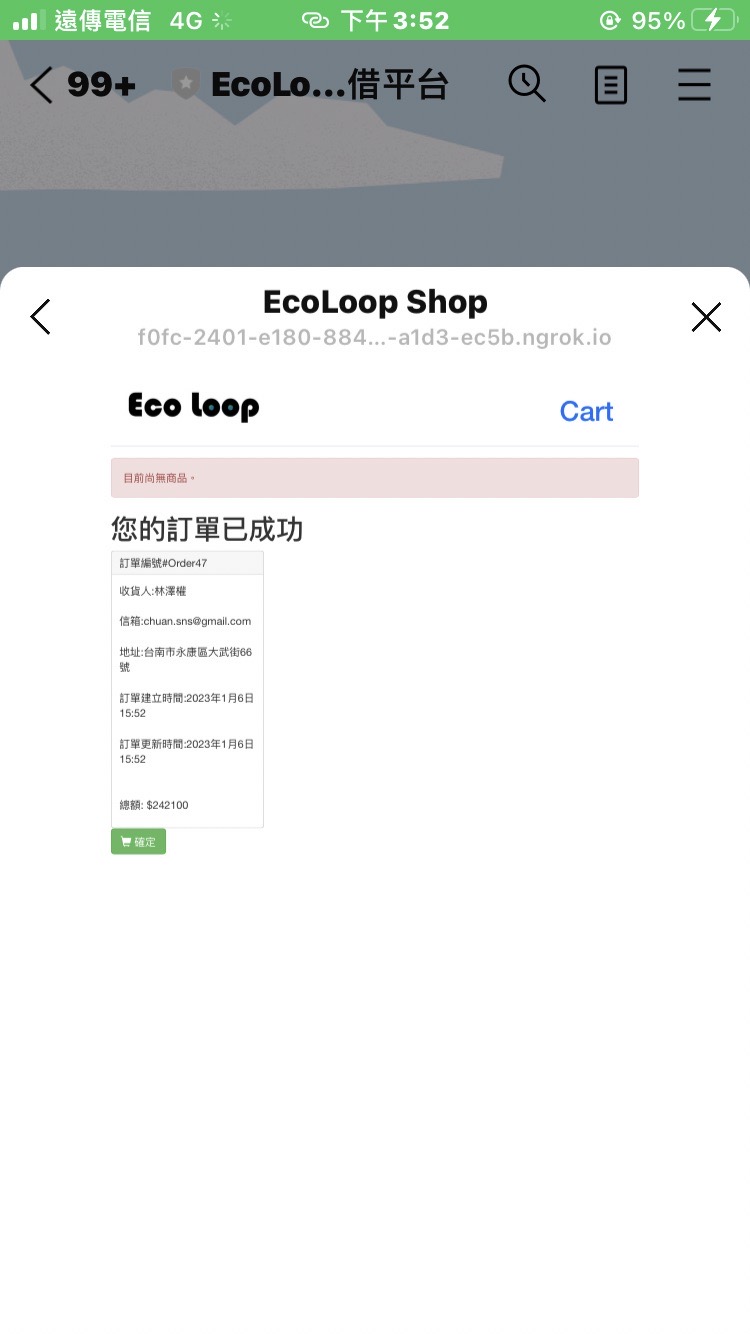 遠傳電信 4G 下午3:52 95%
99+ EcoLo...借平台
EcoLoop Shop
f0fc-2401-e180-884...-a1d3-ec5b.ngrok.io
Eco Loop
Cart
目前尚無商品。
您的訂單已成功
訂單編號#Order47
收貨人:林澤權
信箱:chuan.sns@gmail.com
地址:台南市永康區大武街66
號
訂單建立時間:2023年1月6日
15:52
訂單更新時間:2023年1月6日
15:52
總額: $242100
確定